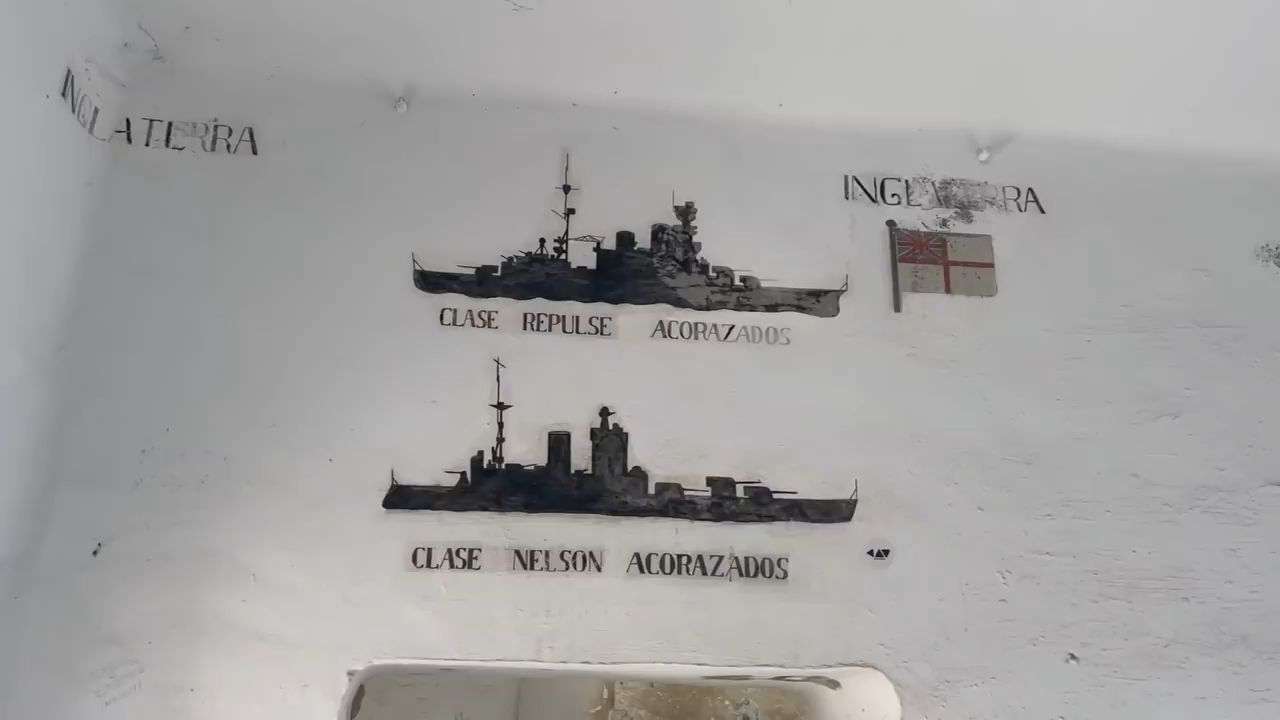 INGLATERRA
INGLATERRA
CLASE REPULSE ACORAZADOS
CLASE NELSON ACORAZADOS